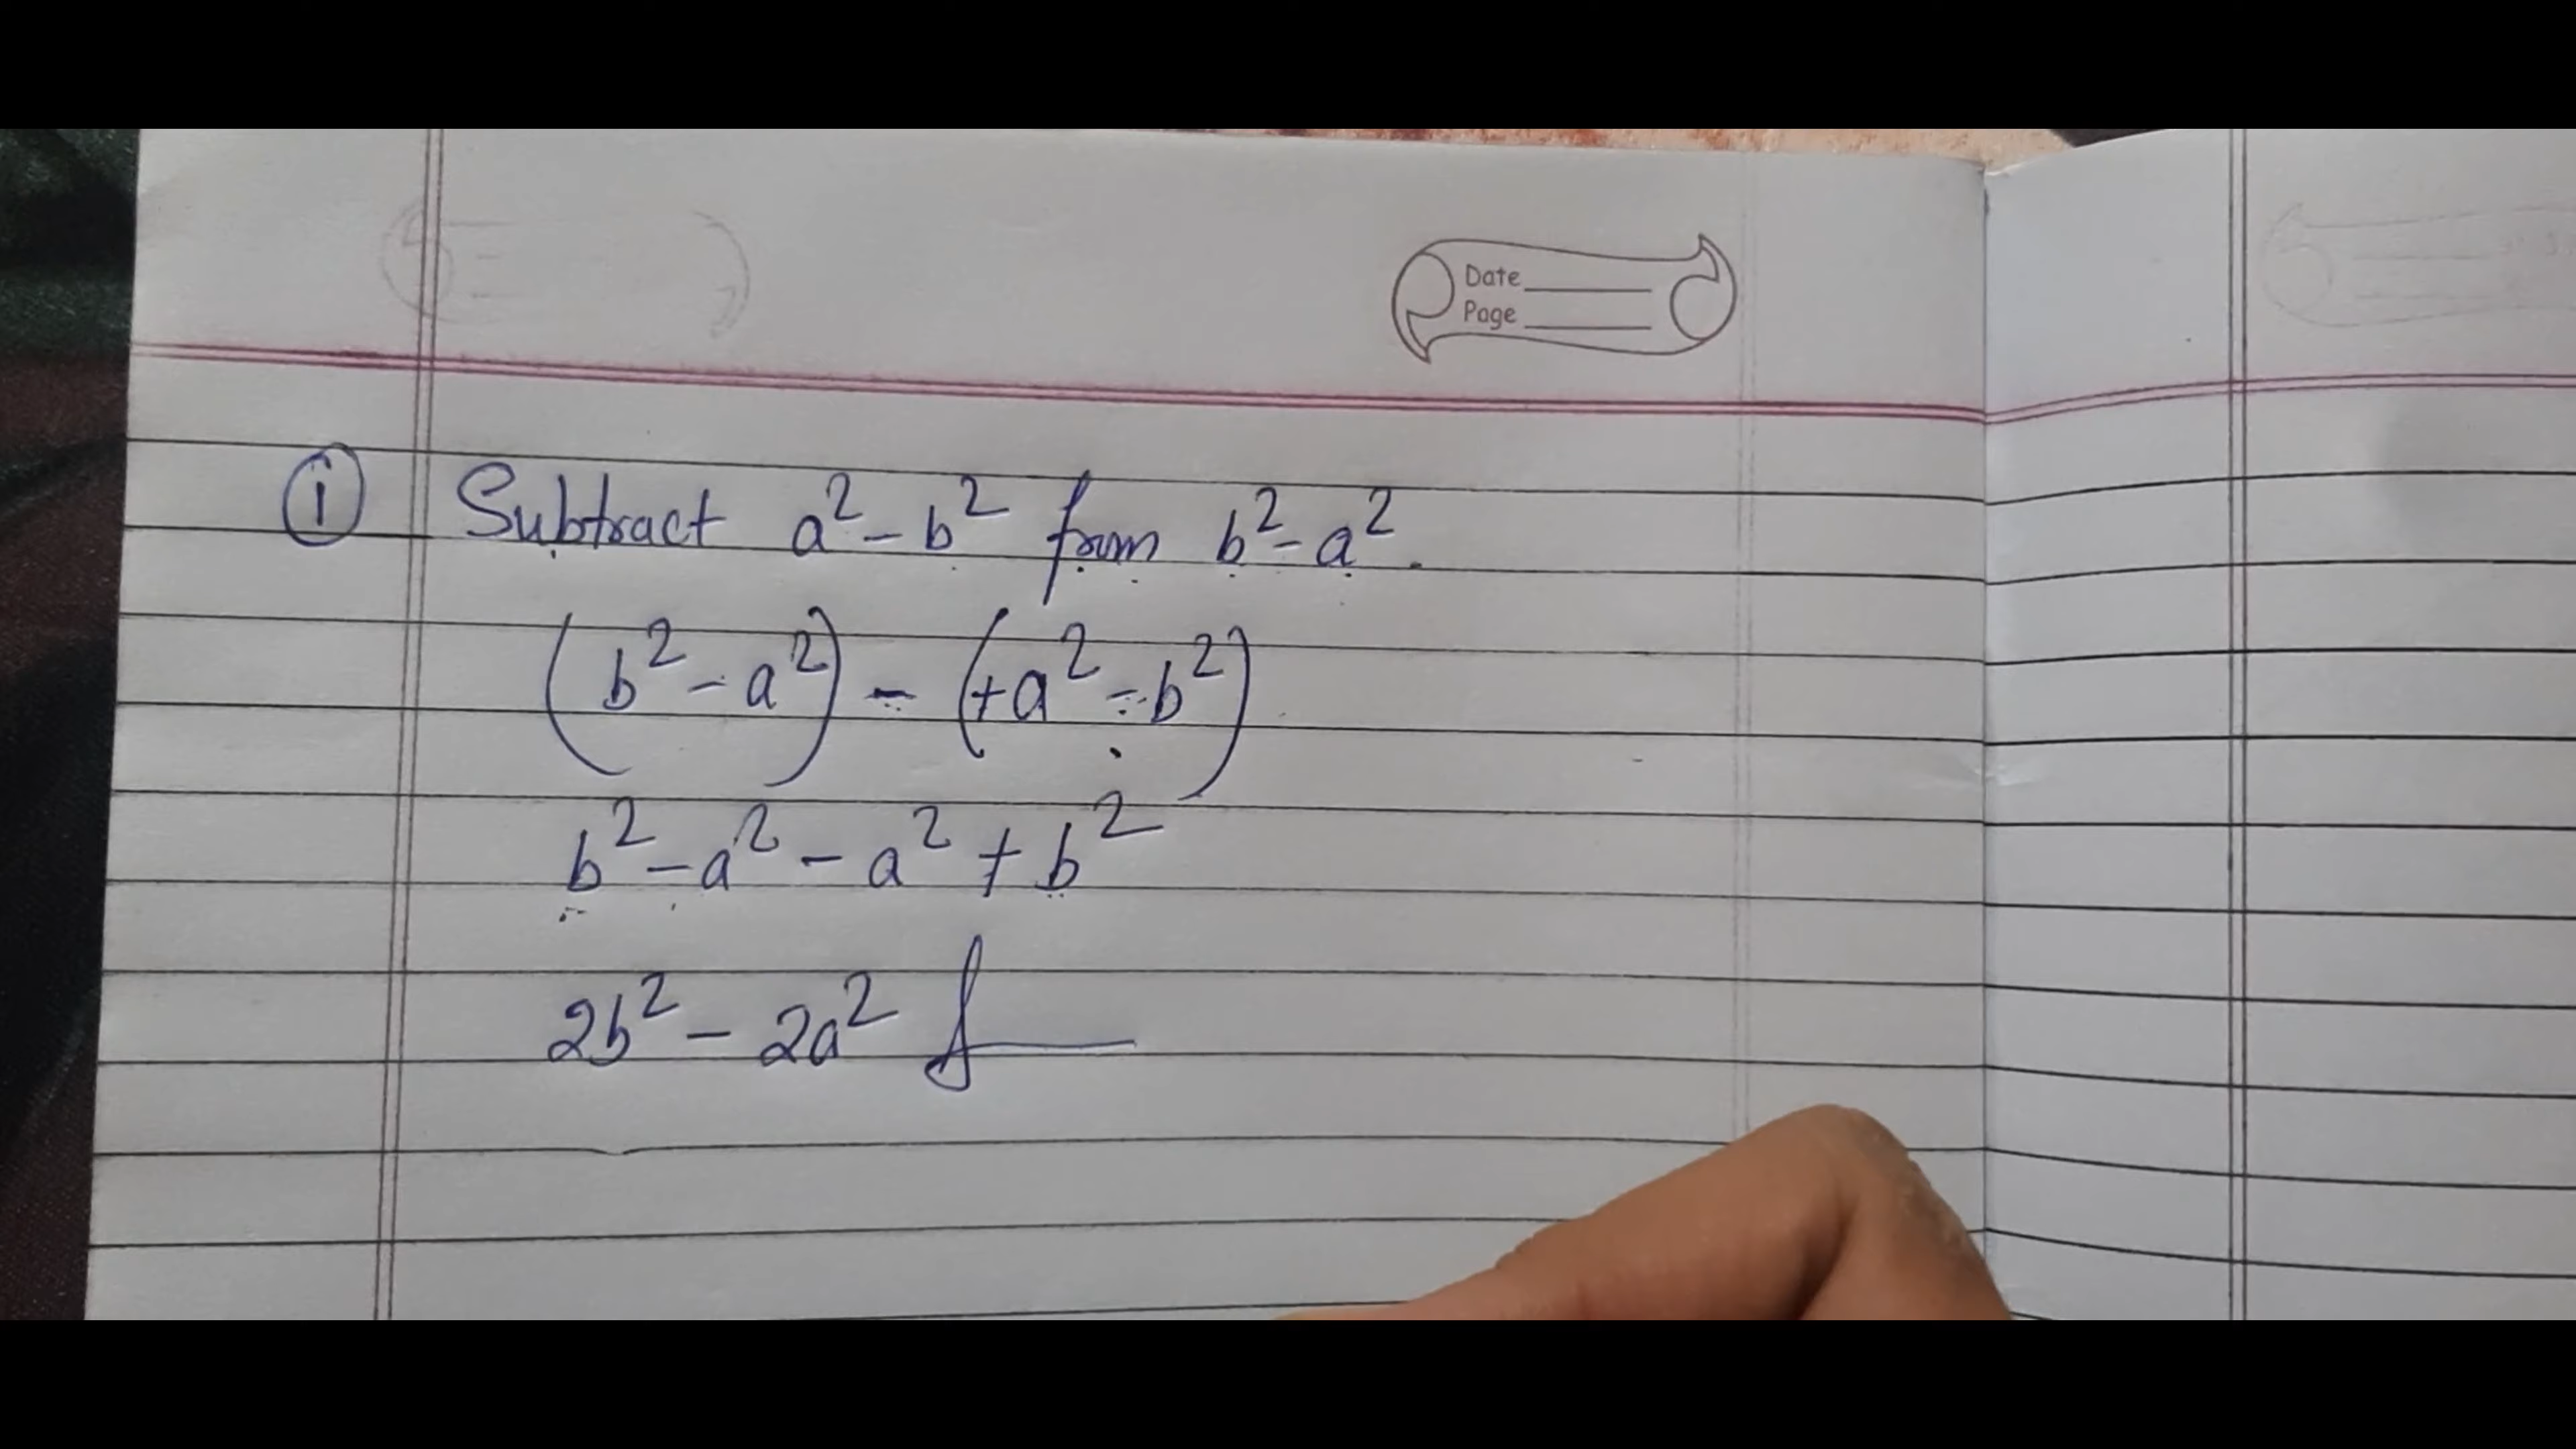 Date
Page
i Subtract a² - b² from b² - a².
(b² - a²) - (+a² - b²)
b² - a² - a² + b²
2b² - 2a²